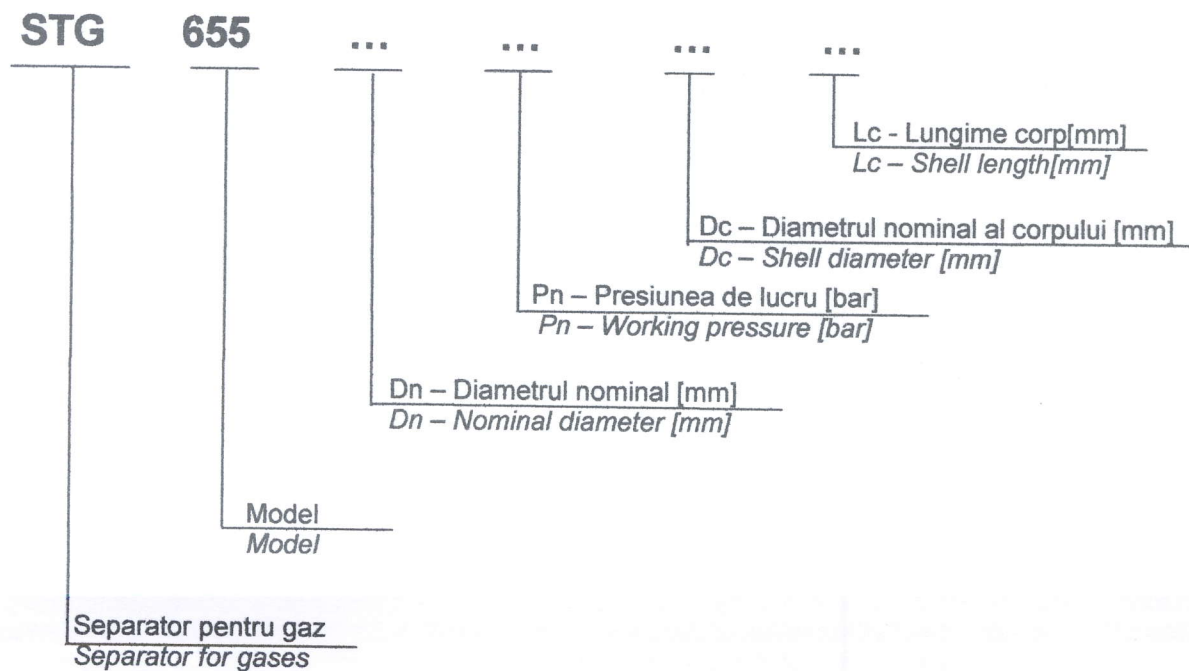 STG 655 ... ... ... ...
Lc - Lungime corp[mm]
Lc – Shell length[mm]
Dc – Diametrul nominal al corpului [mm]
Dc – Shell diameter [mm]
Pn – Presiunea de lucru [bar]
Pn – Working pressure [bar]
Dn – Diametrul nominal [mm]
Dn – Nominal diameter [mm]
Model
Model
Separator pentru gaz
Separator for gases